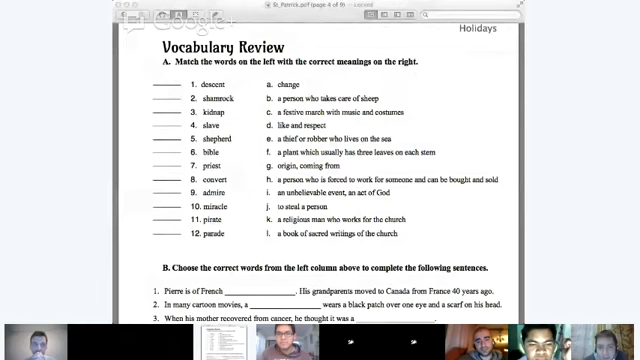 St_Patrick.pdf (page 4 of 9)
Google+
Holidays
Vocabulary Review
A. Match the words on the left with the correct meanings on the right.
1. descent a. change
2. shamrock b. a person who takes care of sheep
3. kidnap c. a festive march with music and costumes
4. slave d. like and respect
5. shepherd e. a thief or robber who lives on the sea
6. bible f. a plant which usually has three leaves on each stem
7. priest g. origin, coming from
8. convert h. a person who is forced to work for someone and can be bought and sold
9. admire i. an unbelievable event, an act of God
10. miracle j. to steal a person
11. pirate k. a religious man who works for the church
12. parade l. a book of sacred writings of the church
B. Choose the correct words from the left column above to complete the following sentences.
1. Pierre is of French ______________. His grandparents moved to Canada from France 40 years ago.
2. In many cartoon movies, a ______________ wears a black patch over one eye and a scarf on his head.
3. When his mother recovered from cancer, he thought it was a ______________.